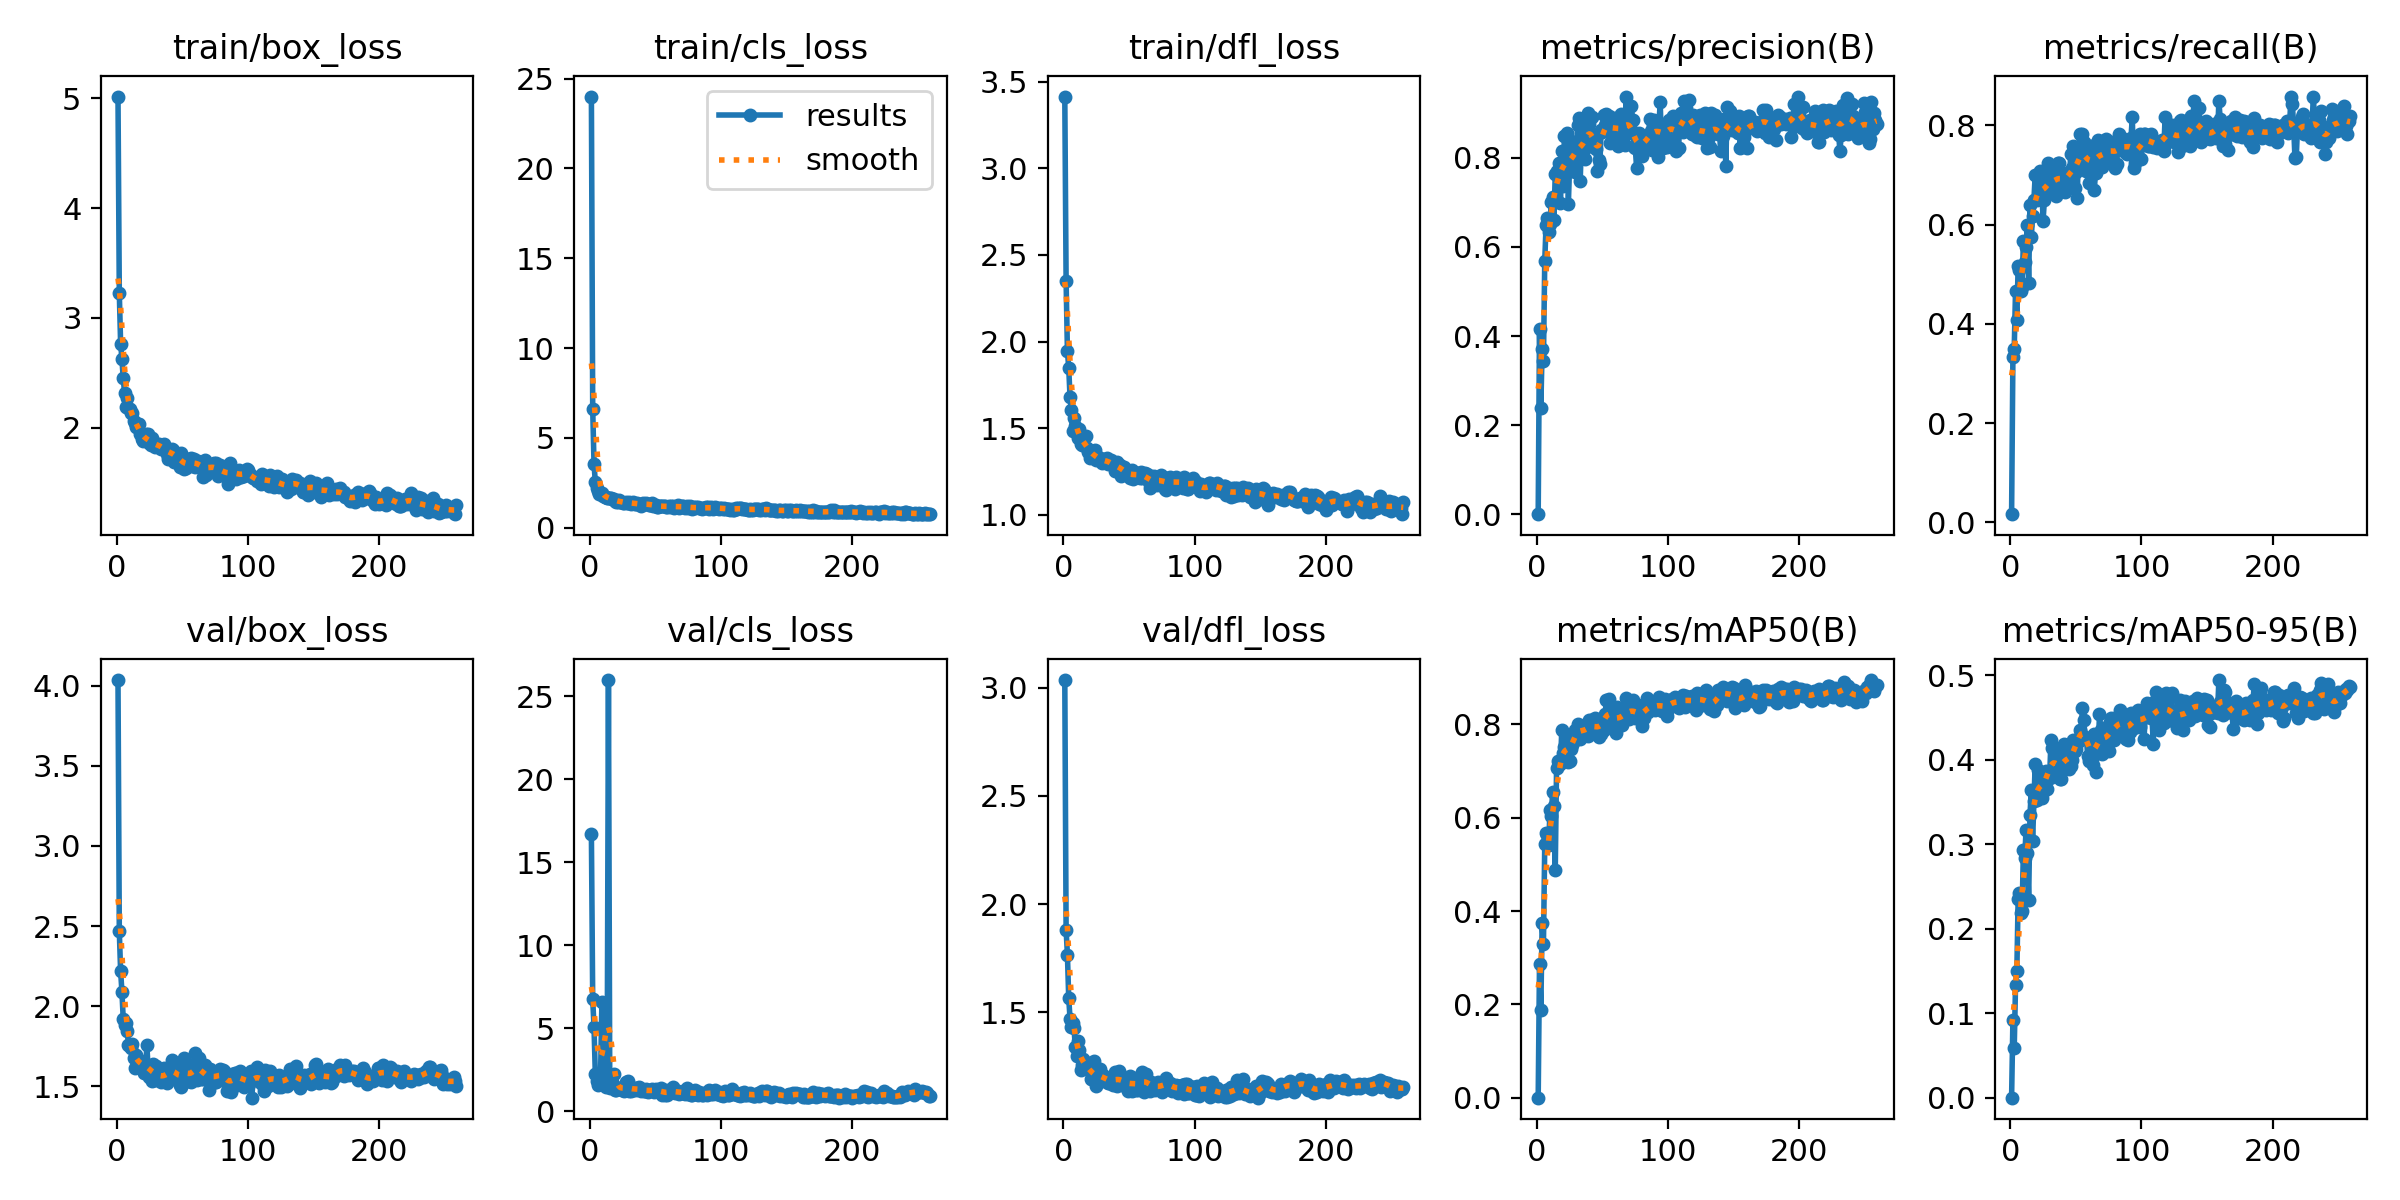 train/box_loss
5
4
3
2
0 100 200
train/cls_loss
25
20
15
10
5
0
results
smooth
0 100 200
train/dfl_loss
3.5
3.0
2.5
2.0
1.5
1.0
0 100 200
metrics/precision(B)
0.8
0.6
0.4
0.2
0.0
0 100 200
metrics/recall(B)
0.8
0.6
0.4
0.2
0.0
0 100 200
val/box_loss
4.0
3.5
3.0
2.5
2.0
1.5
0 100 200
val/cls_loss
25
20
15
10
5
0
0 100 200
val/dfl_loss
3.0
2.5
2.0
1.5
0 100 200
metrics/mAP50(B)
0.8
0.6
0.4
0.2
0.0
0 100 200
metrics/mAP50-95(B)
0.5
0.4
0.3
0.2
0.1
0.0
0 100 200